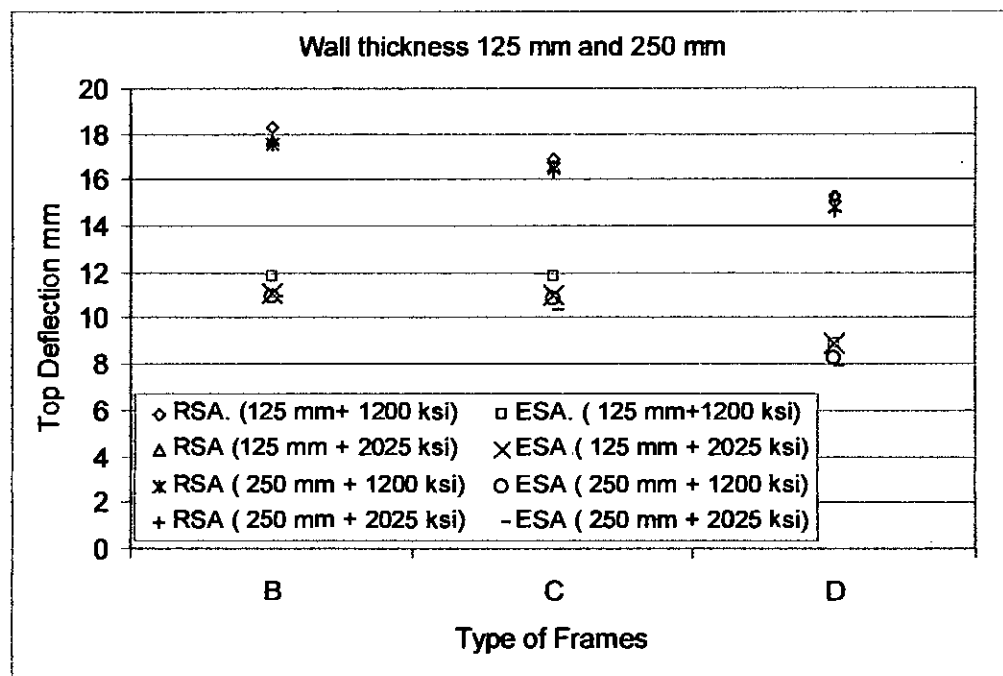 Wall thickness 125 mm and 250 mm
Top Deflection mm
20
18
16
14
12
10
8
6
4
2
0
RSA. (125 mm+ 1200 ksi)
ESA. ( 125 mm+1200 ksi)
RSA (125 mm + 2025 ksi)
ESA ( 125 mm + 2025 ksi)
RSA ( 250 mm + 1200 ksi)
ESA ( 250 mm + 1200 ksi)
RSA ( 250 mm + 2025 ksi)
ESA ( 250 mm + 2025 ksi)
B C D
Type of Frames